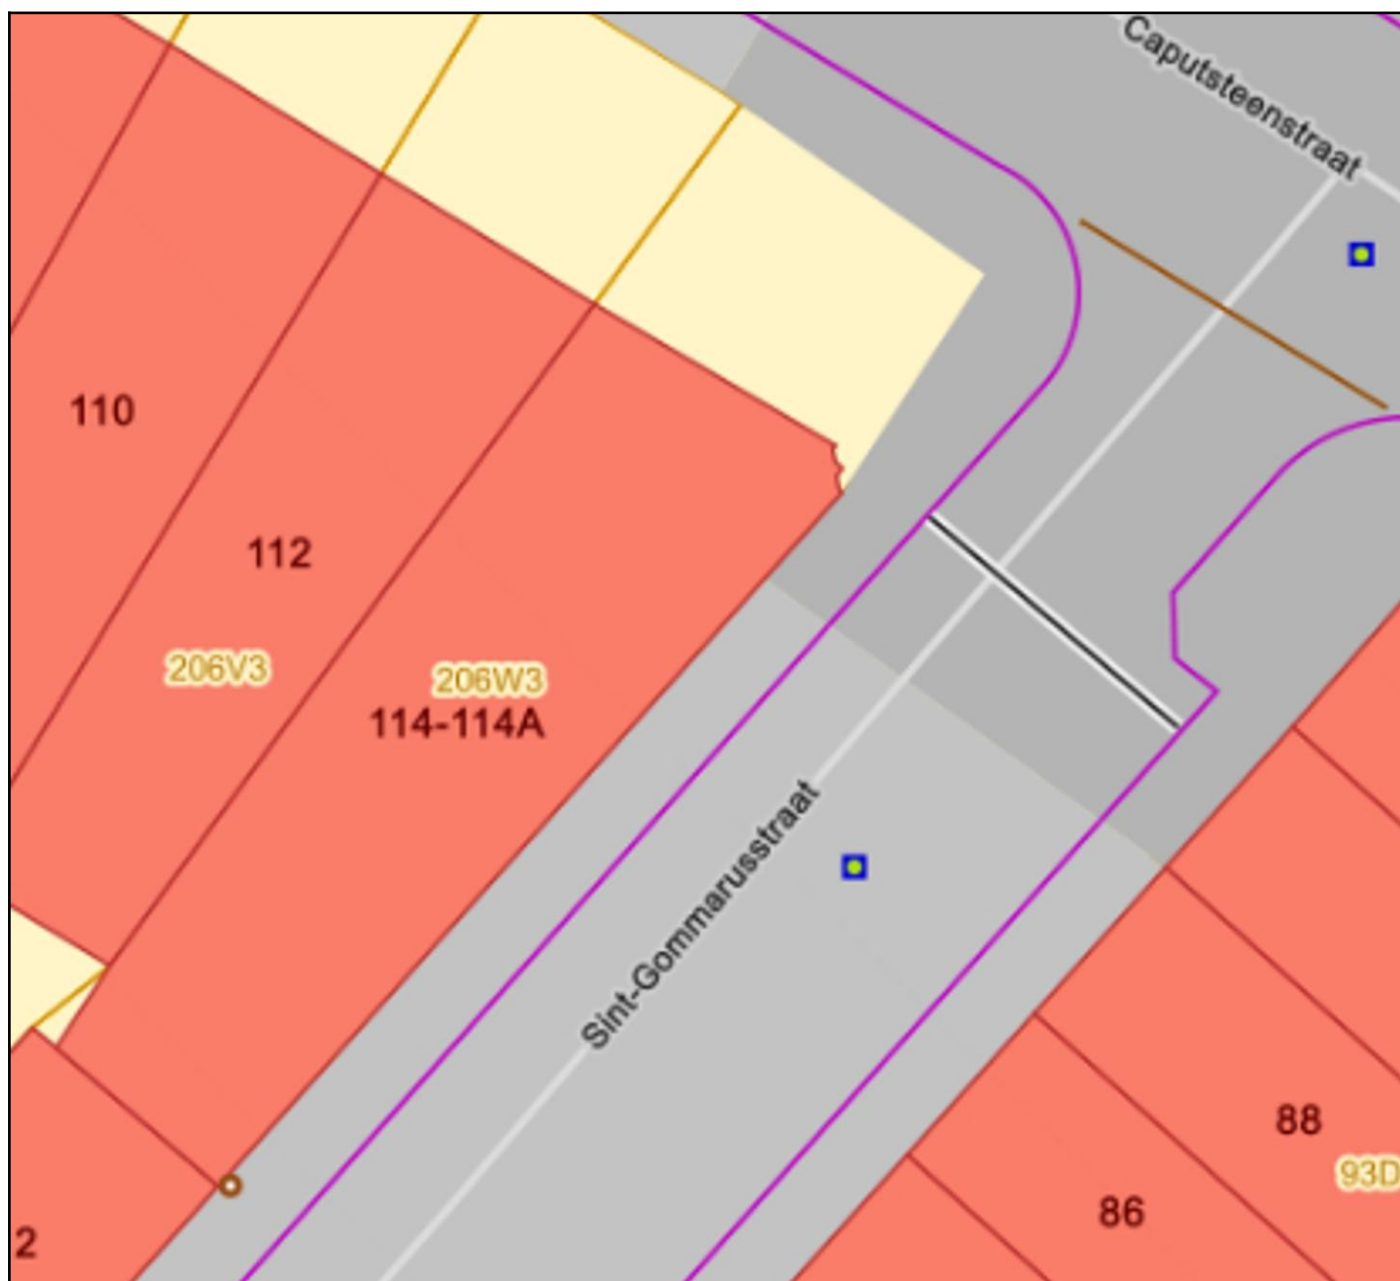 Caputsteenstraat
110
112
206V3
206W3
114-114A
Sint-Gommarusstraat
88
93D
86
2